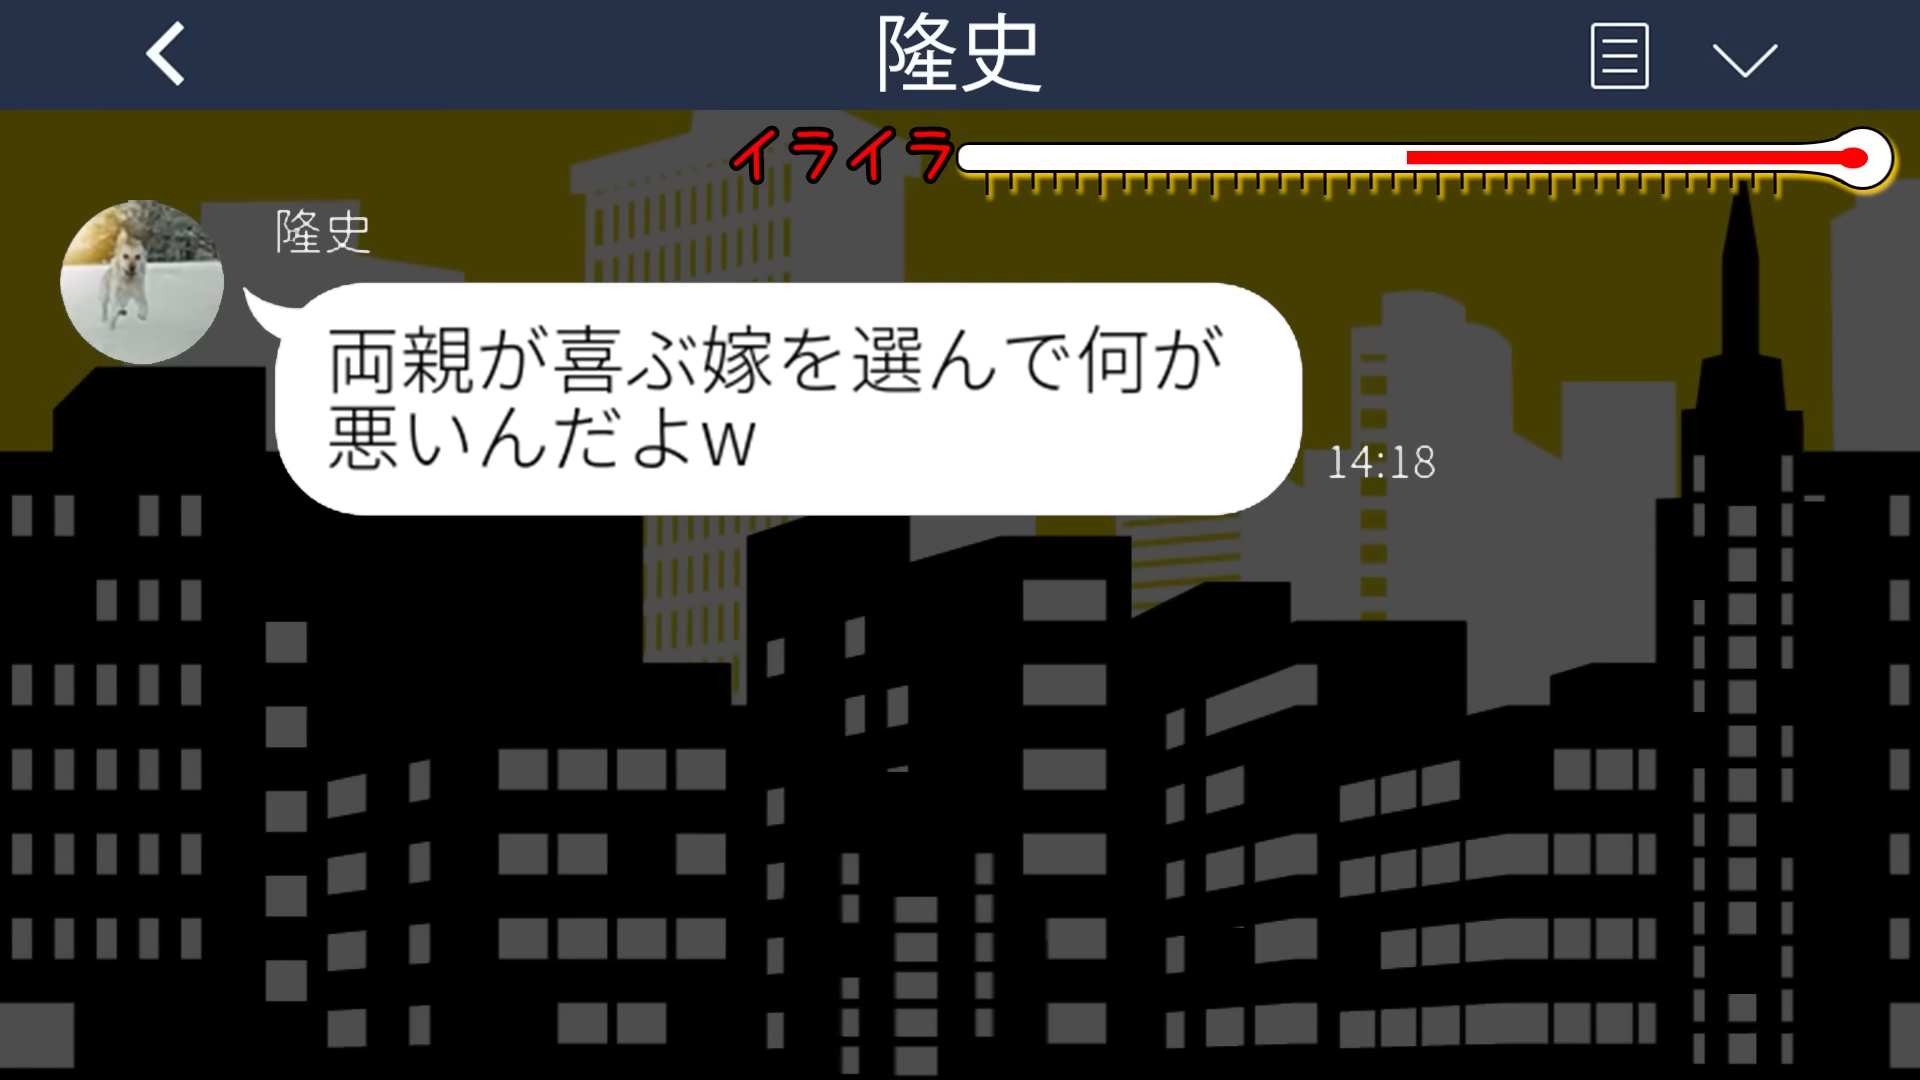 隆史
イライラ
隆史
両親が喜ぶ嫁を選んで何が
悪いんだよw
14:18